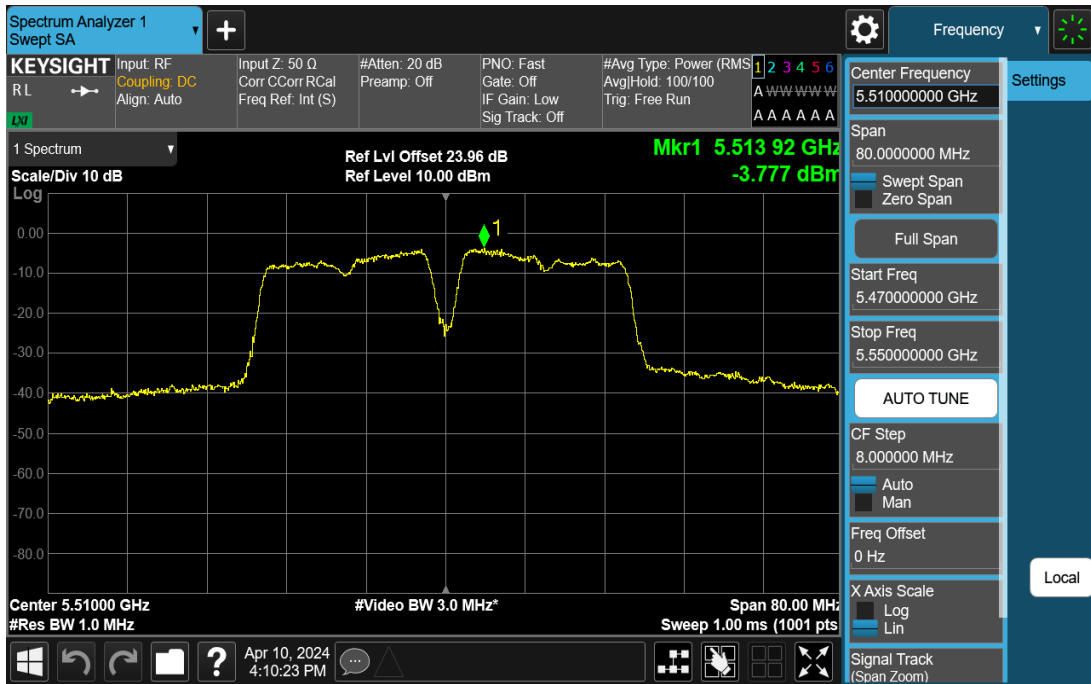 Spectrum Analyzer 1
Swept SA
Frequency
KEYSIGHT
R L
LXI
Input: RF
Coupling: DC
Align: Auto
Input Z: 50 Ω
Corr CCorr RCal
Freq Ref: Int (S)
#Atten: 20 dB
Preamp: Off
PNO: Fast
Gate: Off
IF Gain: Low
Sig Track: Off
#Avg Type: Power (RMS
Avg|Hold: 100/100
Trig: Free Run
1 2 3 4 5 6
A W W W W W
A A A A A A
1 Spectrum
Scale/Div 10 dB
Log
Ref Lvl Offset 23.96 dB
Ref Level 10.00 dBm
Mkr1 5.513 92 GHz
-3.777 dBm
1
0.00
-10.0
-20.0
-30.0
-40.0
-50.0
-60.0
-70.0
-80.0
Center 5.51000 GHz
#Res BW 1.0 MHz
#Video BW 3.0 MHz*
Span 80.00 MHz
Sweep 1.00 ms (1001 pts
Center Frequency
5.510000000 GHz
Settings
Span
80.0000000 MHz
Swept Span
Zero Span
Full Span
Start Freq
5.470000000 GHz
Stop Freq
5.550000000 GHz
AUTO TUNE
CF Step
8.000000 MHz
Auto
Man
Freq Offset
0 Hz
X Axis Scale
Log
Lin
Local
Signal Track
(Span Zoom)
?
Apr 10, 2024
4:10:23 PM